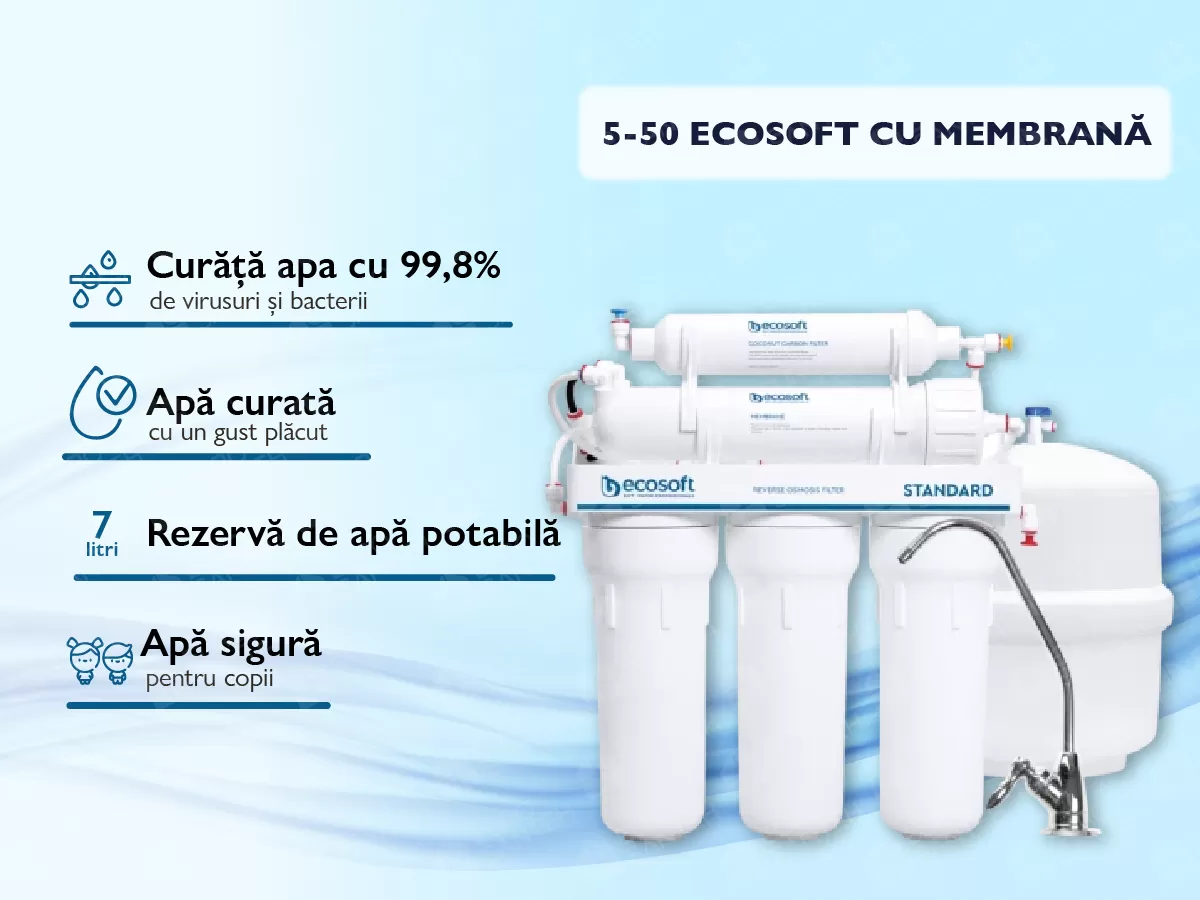 5-50 ECOSOFT CU MEMBRANĂ
Curăță apa cu 99,8%
de virusuri și bacterii
Apă curată
cu un gust plăcut
7
litri
Rezervă de apă potabilă
Apă sigură
pentru copii
ecosoft
COCONUT CARBON FILTER
ecosoft
MEMBRANE
ecosoft
REVERSE OSMOSIS FILTER
STANDARD